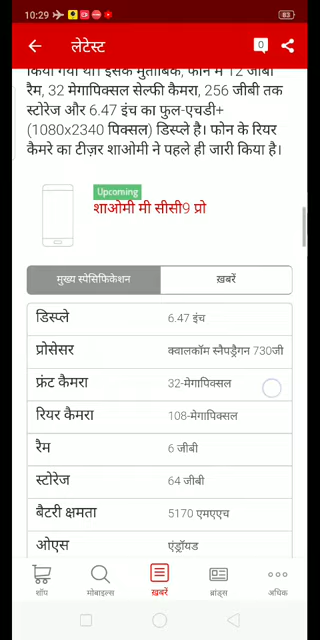 10:29
83
लेटेस्ट
0
किया गया था। इसके मुताबिक, फोन में 12 जीबी
रैम, 32 मेगापिक्सल सेल्फी कैमरा, 256 जीबी तक
स्टोरेज और 6.47 इंच का फुल-एचडी+
(1080x2340 पिक्सल) डिस्प्ले है। फोन के रियर
कैमरे का टीज़र शाओमी ने पहले ही जारी किया है।
Upcoming
शाओमी मी सीसी9 प्रो
मुख्य स्पेसिफिकेशन
ख़बरें
डिस्प्ले 6.47 इंच
प्रोसेसर क्वालकॉम स्नैपड्रैगन 730जी
फ्रंट कैमरा 32-मेगापिक्सल
रियर कैमरा 108-मेगापिक्सल
रैम 6 जीबी
स्टोरेज 64 जीबी
बैटरी क्षमता 5170 एमएएच
ओएस एंड्रॉयड
शॉप मोबाइल्स ख़बरें ब्रांड्स अधिक